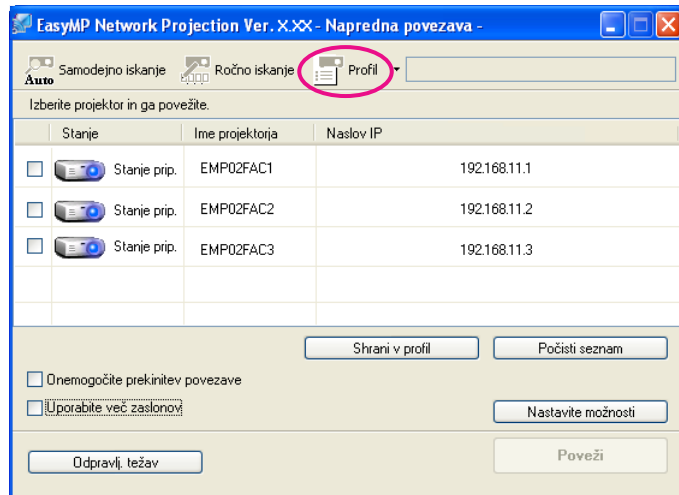 EasyMP Network Projection Ver. X.XX - Napredna povezava -
Auto Samodejno iskanje Ročno iskanje Profil
Izberite projektor in ga povežite.
Stanje Ime projektorja Naslov IP
Stanje prip. EMP02FAC1 192.168.11.1
Stanje prip. EMP02FAC2 192.168.11.2
Stanje prip. EMP02FAC3 192.168.11.3
Shrani v profil Počisti seznam
Onemogočite prekinitev povezave
Uporabite več zaslonov Nastavite možnosti
Odpravlj. težav Poveži